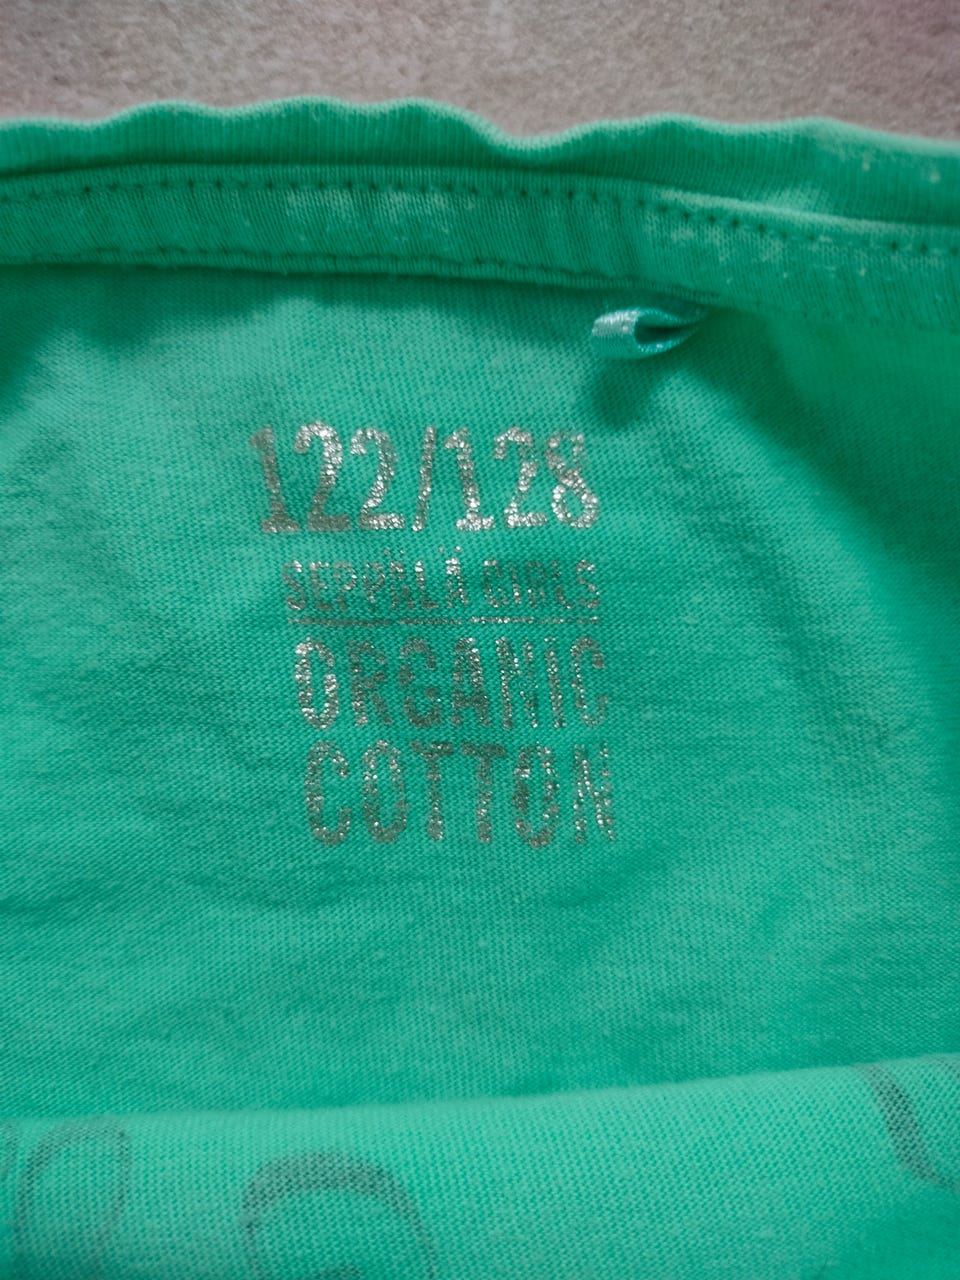 122/128
SEPPÄLÄ GIRLS
ORGANIC
COTTON